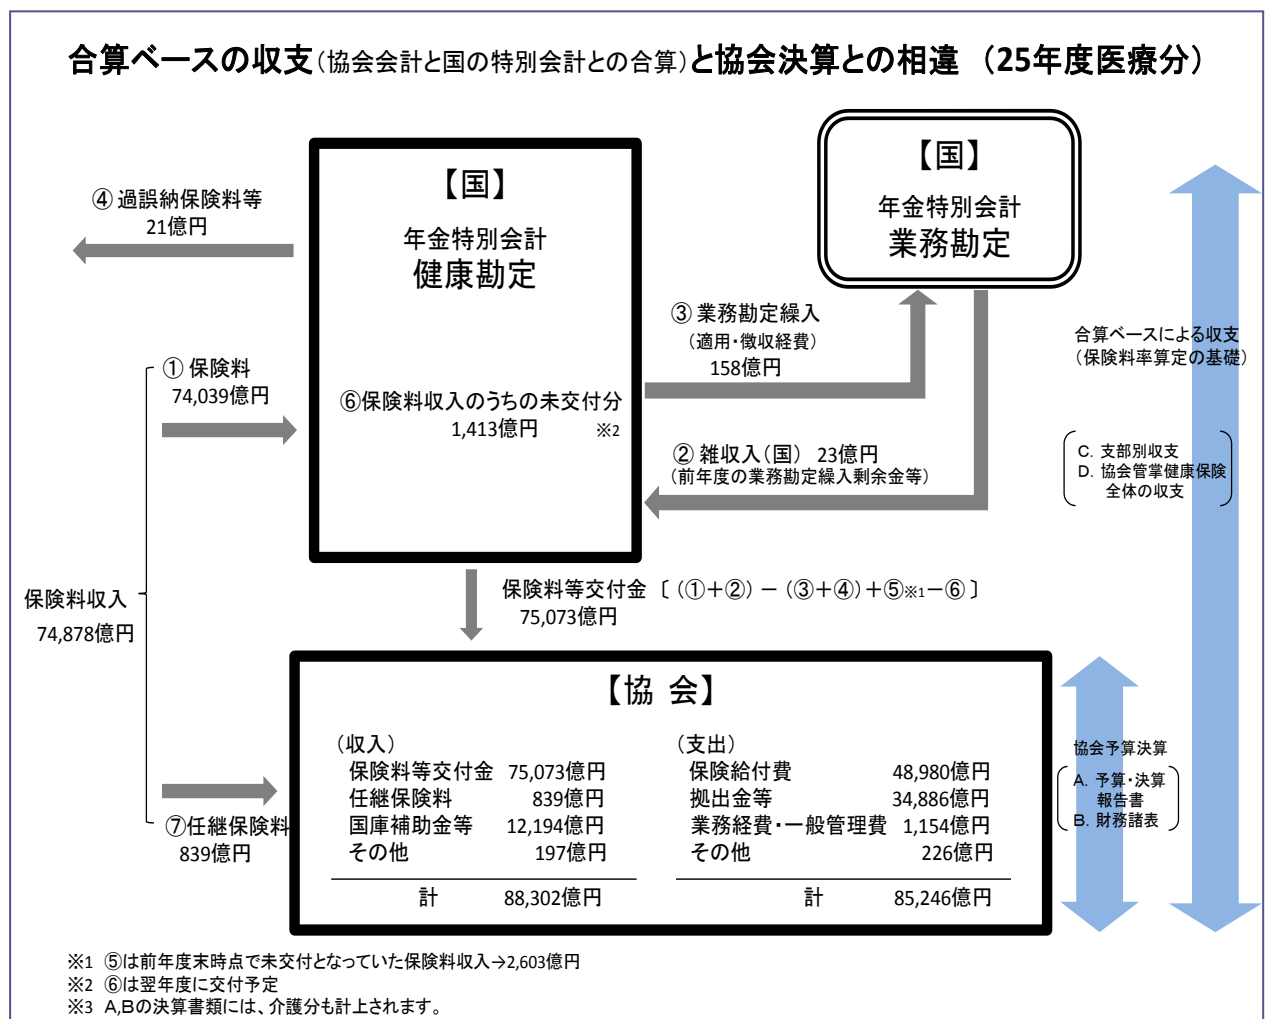 合算ベースの収支（協会会計と国の特別会計との合算）と協会決算との相違 （25年度医療分）
【国】
年金特別会計
健康勘定
【国】
年金特別会計
業務勘定
④ 過誤納保険料等
21億円
③ 業務勘定繰入
（適用・徴収経費）
158億円
合算ベースによる収支
（保険料率算定の基礎）
① 保険料
74,039億円
⑥保険料収入のうちの未交付分
1,413億円 ※2
② 雑収入（国） 23億円
（前年度の業務勘定繰入剰余金等）
C. 支部別収支
D. 協会管掌健康保険
全体の収支
保険料収入
74,878億円
保険料等交付金 〔（①＋②）－（③＋④）＋⑤※1－⑥〕
75,073億円
【協 会】
（収入）
保険料等交付金 75,073億円
任継保険料 839億円
国庫補助金等 12,194億円
その他 197億円
計 88,302億円
（支出）
保険給付費 48,980億円
拠出金等 34,886億円
業務経費・一般管理費 1,154億円
その他 226億円
計 85,246億円
⑦任継保険料
839億円
協会予算決算
A. 予算・決算
報告書
B. 財務諸表
※1 ⑤は前年度末時点で未交付となっていた保険料収入→2,603億円
※2 ⑥は翌年度に交付予定
※3 A,Bの決算書類には、介護分も計上されます。